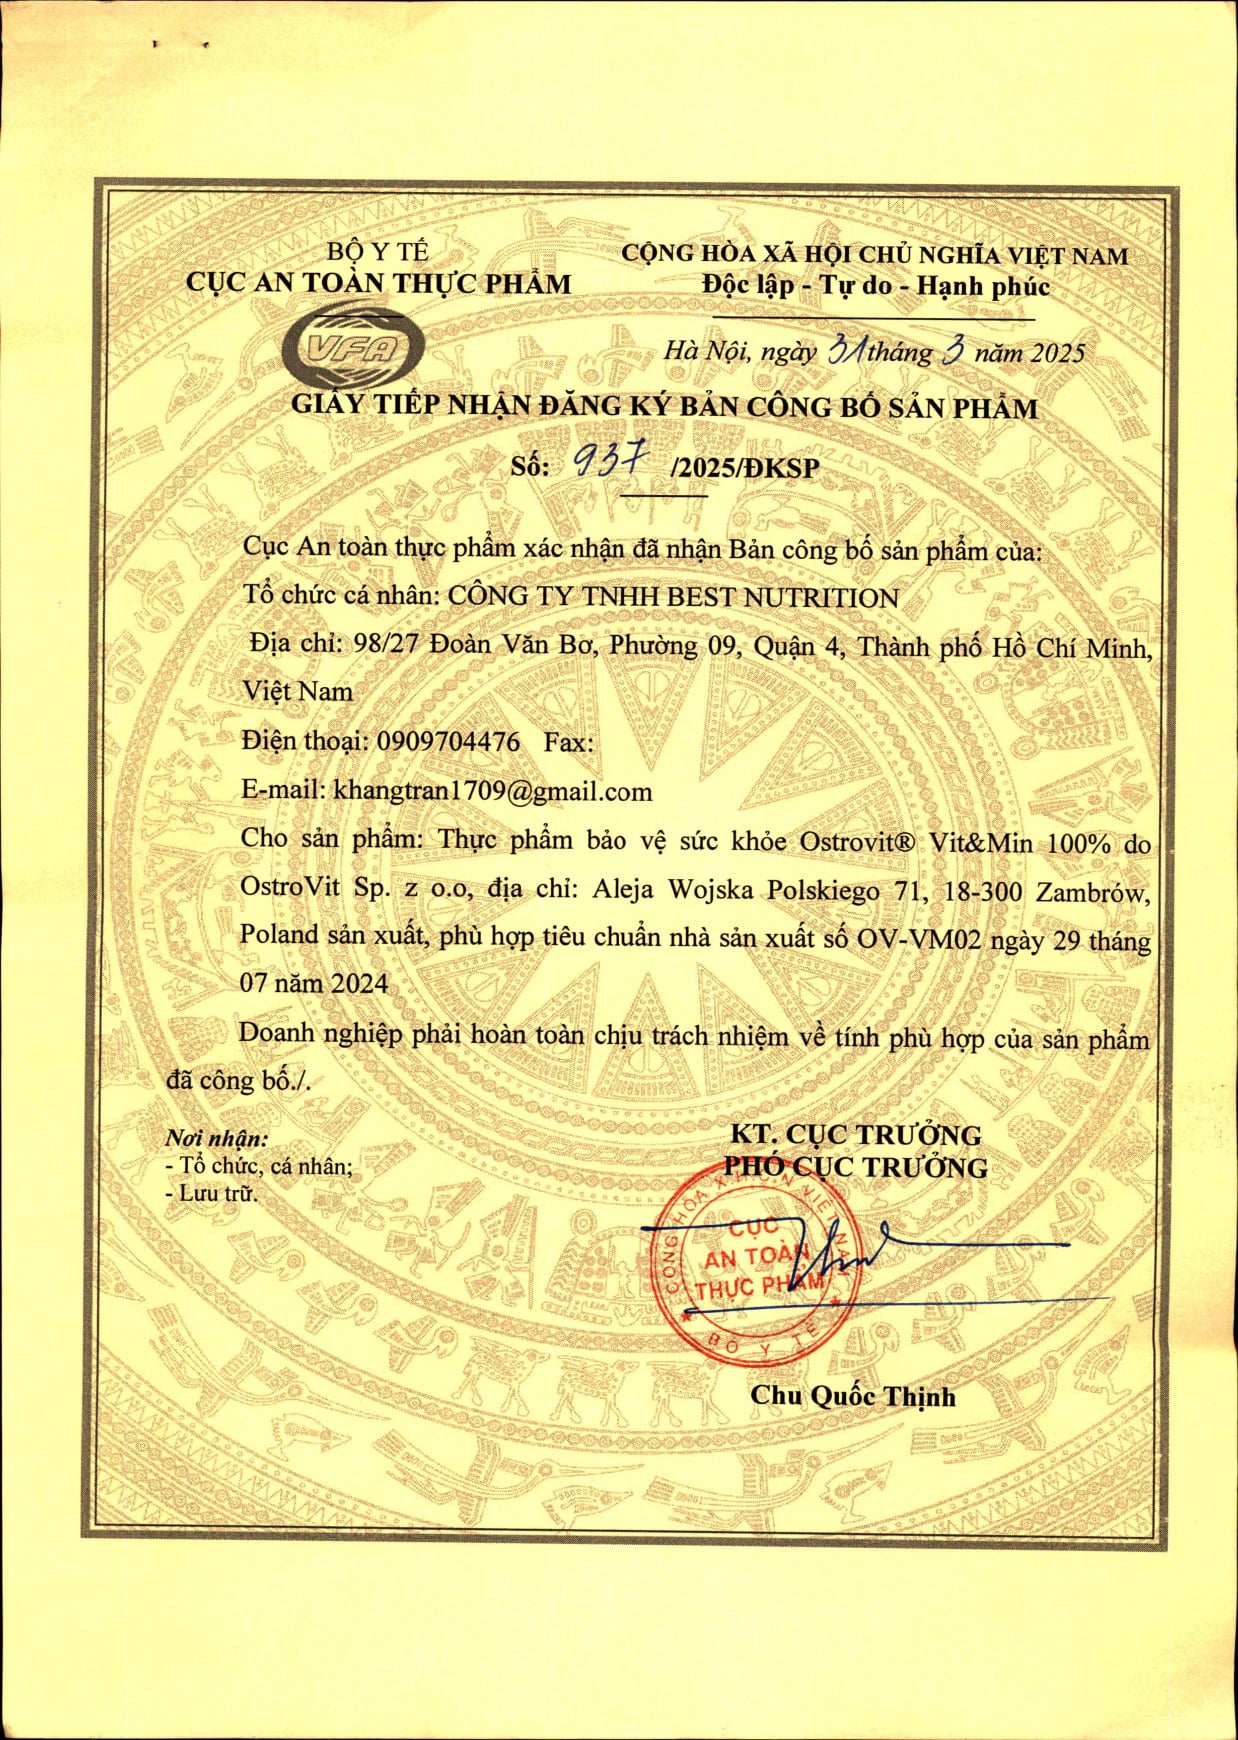 BỘ Y TẾ
CỤC AN TOÀN THỰC PHẨM
CỘNG HÒA XÃ HỘI CHỦ NGHĨA VIỆT NAM
Độc lập - Tự do - Hạnh phúc
VFA
Hà Nội, ngày 31 tháng 3 năm 2025
GIẤY TIẾP NHẬN ĐĂNG KÝ BẢN CÔNG BỐ SẢN PHẨM
Số: 937 /2025/ĐKSP
Cục An toàn thực phẩm xác nhận đã nhận Bản công bố sản phẩm của:
Tổ chức cá nhân: CÔNG TY TNHH BEST NUTRITION
Địa chỉ: 98/27 Đoàn Văn Bơ, Phường 09, Quận 4, Thành phố Hồ Chí Minh,
Việt Nam
Điện thoại: 0909704476 Fax:
E-mail: khangtran1709@gmail.com
Cho sản phẩm: Thực phẩm bảo vệ sức khỏe Ostrovit® Vit&Min 100% do
OstroVit Sp. z o.o, địa chỉ: Aleja Wojska Polskiego 71, 18-300 Zambrów,
Poland sản xuất, phù hợp tiêu chuẩn nhà sản xuất số OV-VM02 ngày 29 tháng
07 năm 2024
Doanh nghiệp phải hoàn toàn chịu trách nhiệm về tính phù hợp của sản phẩm
đã công bố./.
Nơi nhận:
- Tổ chức, cá nhân;
- Lưu trữ.
KT. CỤC TRƯỞNG
PHÓ CỤC TRƯỞNG
CỘNG HÒA X.H.C.N VIỆT NAM
CỤC
AN TOÀN
THỰC PHẨM
BỘ Y TẾ
Chu Quốc Thịnh